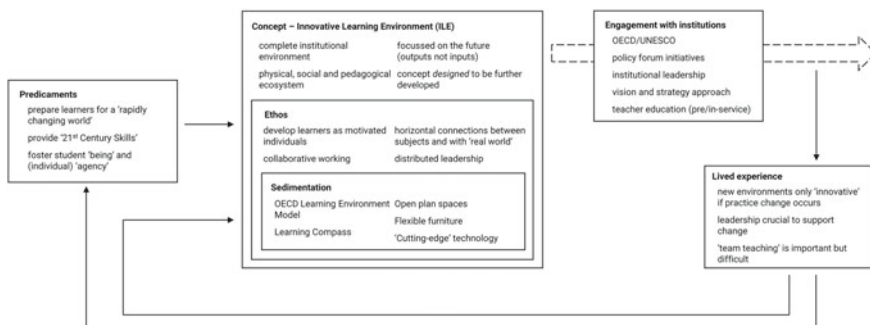 Predicaments
prepare learners for a 'rapidly
changing world'
provide '21st Century Skills'
foster student 'being' and
(individual) 'agency'
Concept – Innovative Learning Environment (ILE)
complete institutional
environment
physical, social and pedagogical
ecosystem
focussed on the future
(outputs not inputs)
concept designed to be further
developed
Ethos
develop learners as motivated
individuals
collaborative working
horizontal connections between
subjects and with 'real world'
distributed leadership
Sedimentation
OECD Learning Environment
Model
Learning Compass
Open plan spaces
Flexible furniture
'Cutting-edge' technology
Engagement with institutions
OECD/UNESCO
policy forum initiatives
institutional leadership
vision and strategy approach
teacher education (pre/in-service)
Lived experience
new environments only 'innovative'
if practice change occurs
leadership crucial to support
change
'team teaching' is important but
difficult